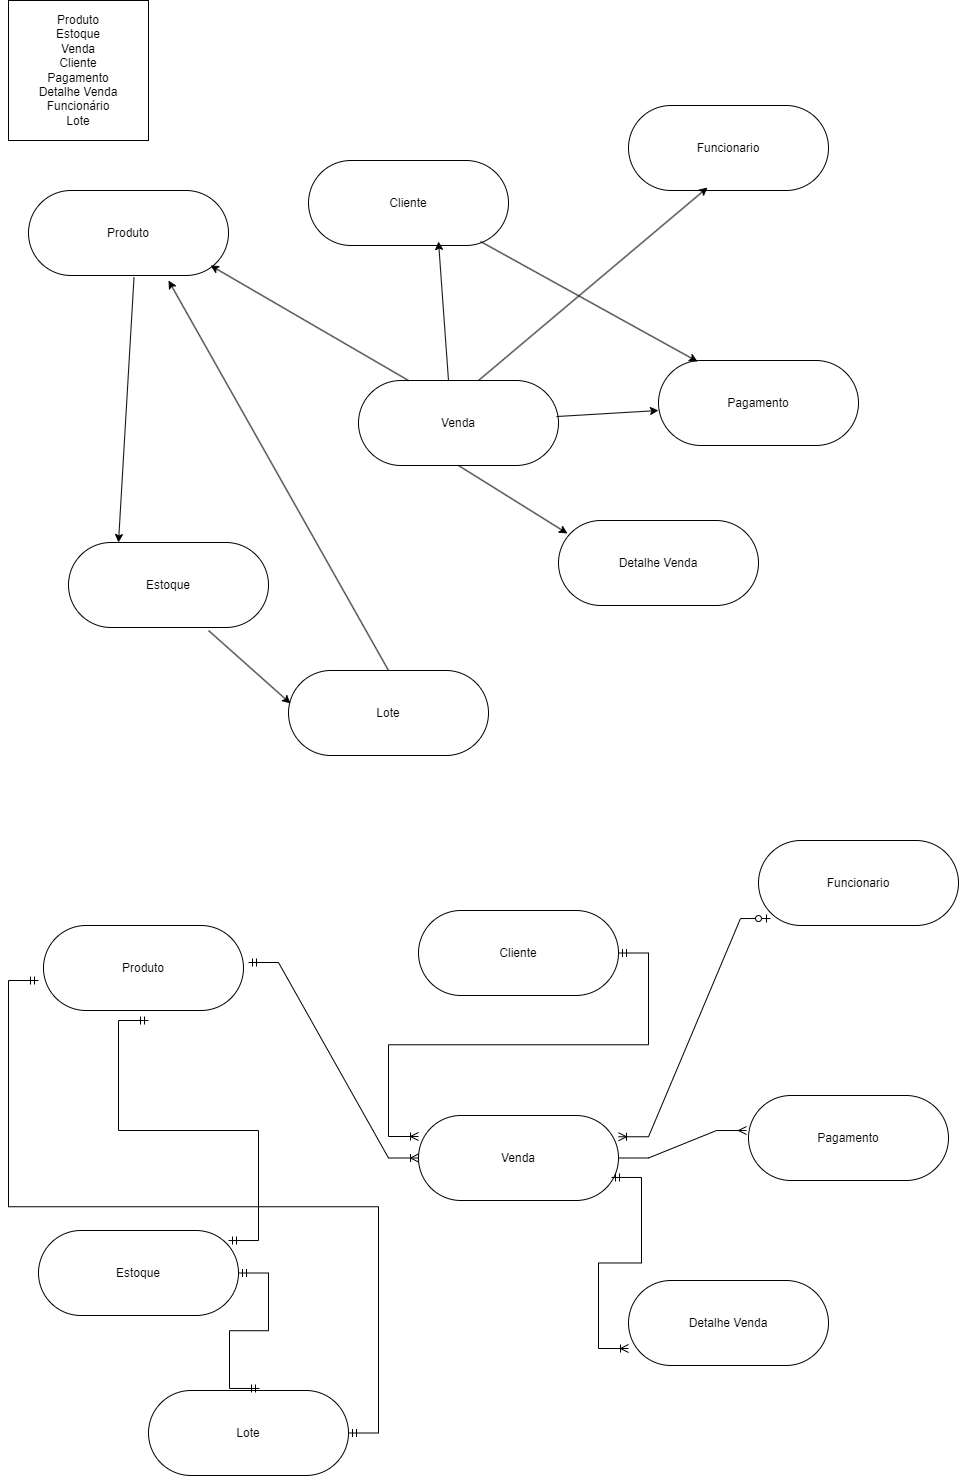 Produto
Estoque
Venda
Cliente
Pagamento
Detalhe Venda
Funcionário
Lote
Funcionario
Cliente
Produto
Pagamento
Venda
Detalhe Venda
Estoque
Lote
Funcionario
Cliente
Produto
Pagamento
Venda
Estoque
Detalhe Venda
Lote